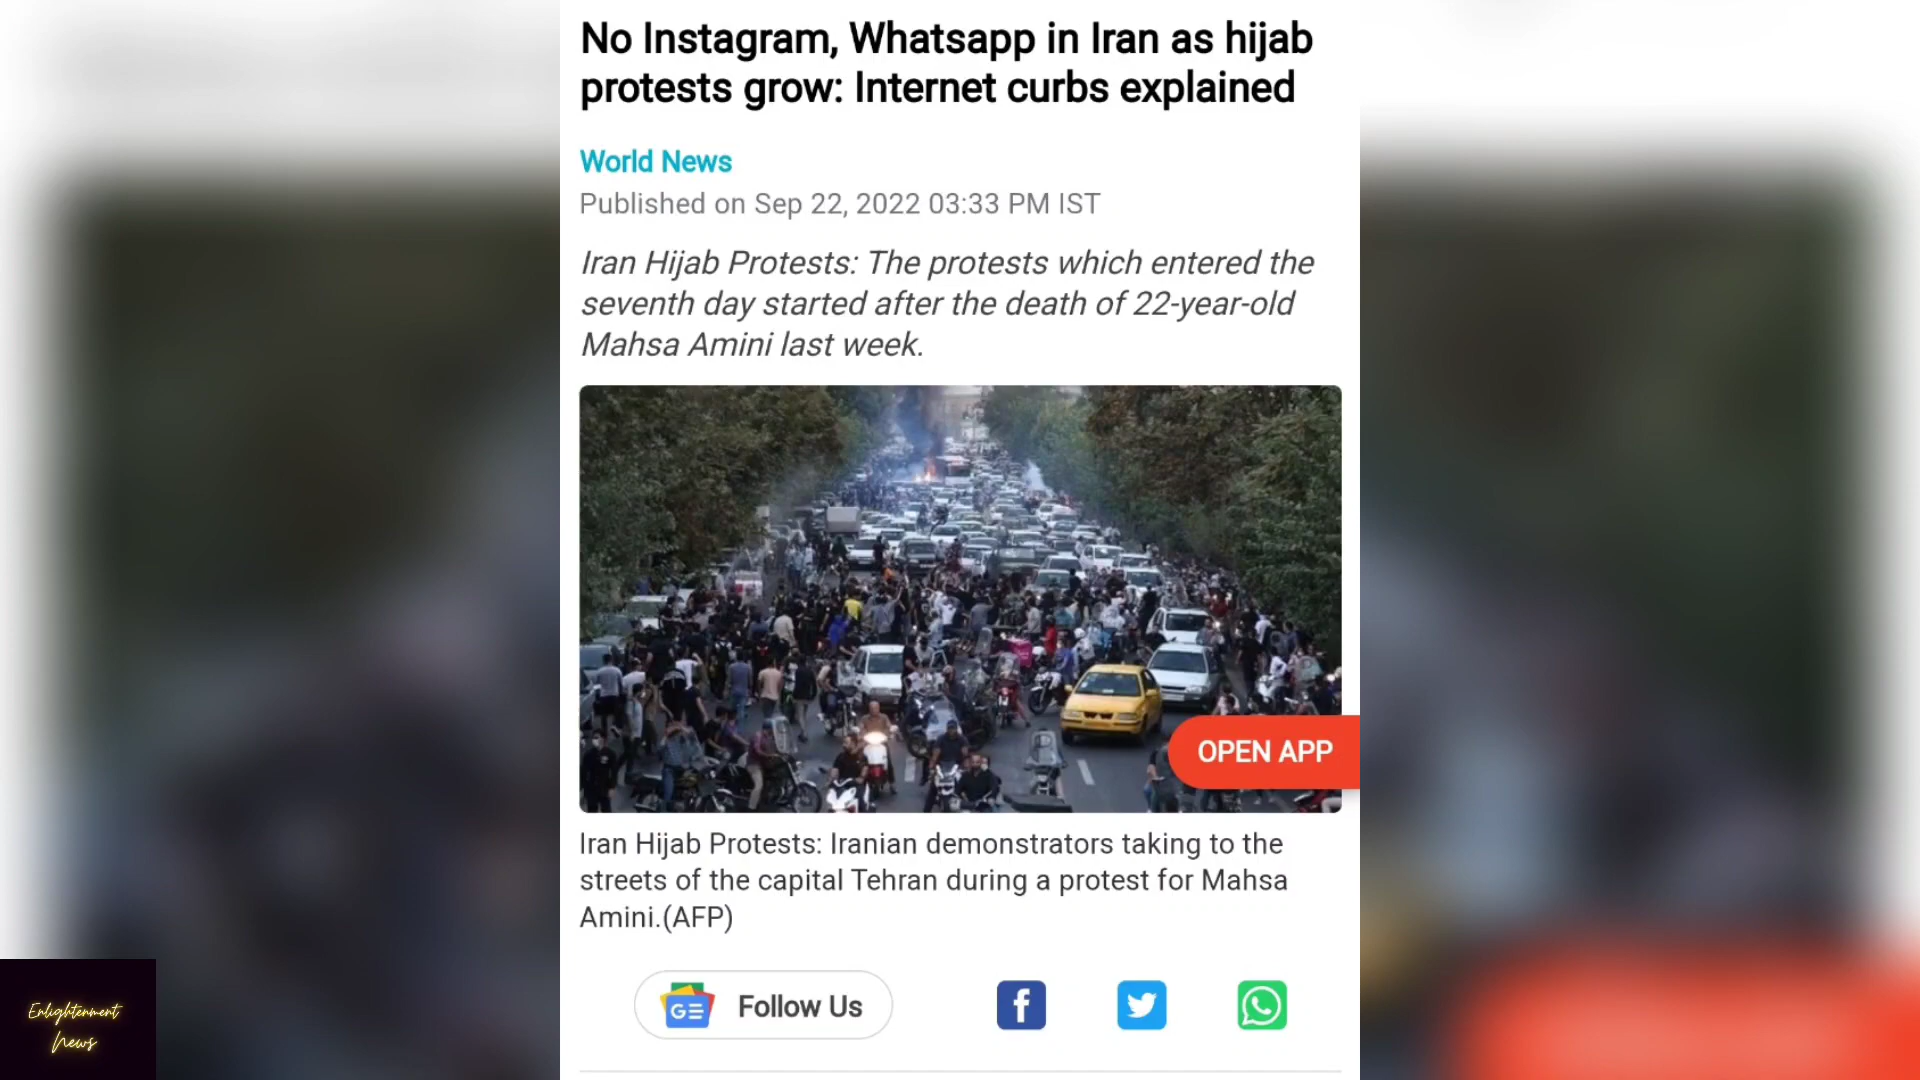 No Instagram, Whatsapp in Iran as hijab
protests grow: Internet curbs explained
World News
Published on Sep 22, 2022 03:33 PM IST
Iran Hijab Protests: The protests which entered the
seventh day started after the death of 22-year-old
Mahsa Amini last week.
OPEN APP
Iran Hijab Protests: Iranian demonstrators taking to the
streets of the capital Tehran during a protest for Mahsa
Amini.(AFP)
GE Follow Us
Enlightenment
News